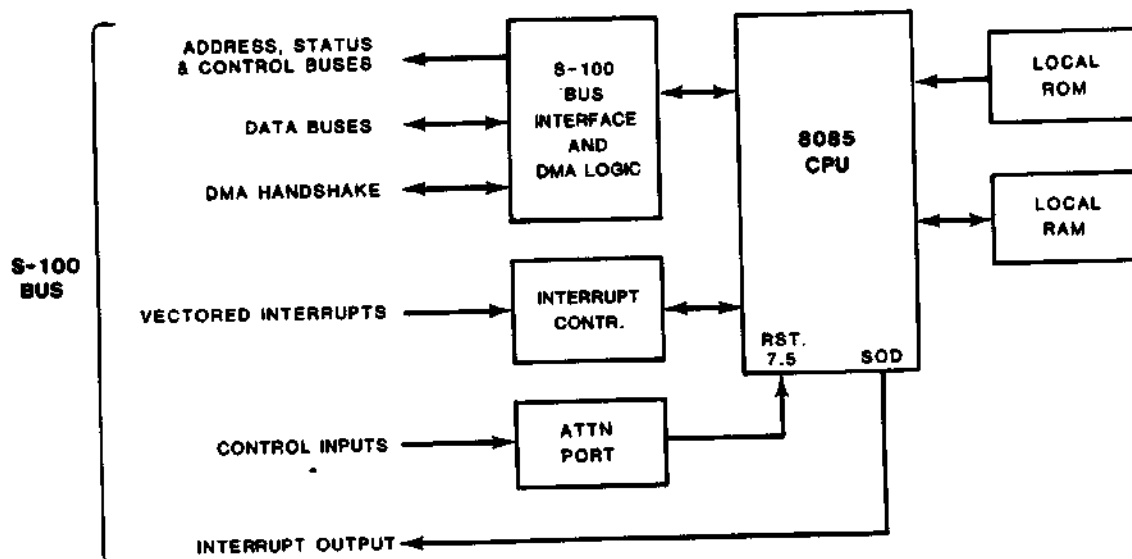 S-100
BUS
ADDRESS, STATUS
& CONTROL BUSES
DATA BUSES
DMA HANDSHAKE
VECTORED INTERRUPTS
CONTROL INPUTS
INTERRUPT OUTPUT
S-100
BUS
INTERFACE
AND
DMA LOGIC
INTERRUPT
CONTR.
ATTN
PORT
8085
CPU
RST.
7.5
SOD
LOCAL
ROM
LOCAL
RAM